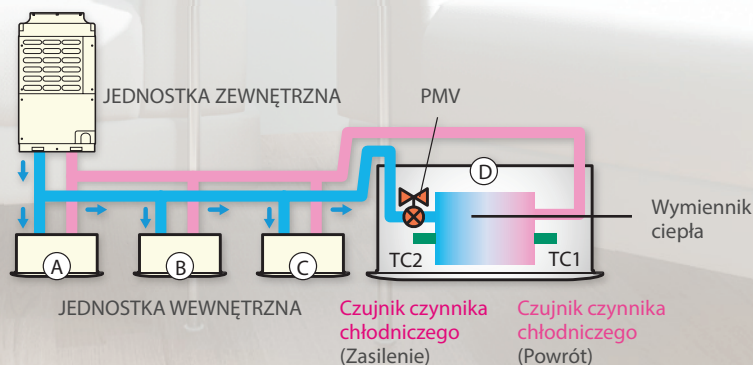 JEDNOSTKA ZEWNĘTRZNA
PMV
D
Wymiennik
ciepła
A
B
C
TC2
TC1
JEDNOSTKA WEWNĘTRZNA
Czujnik czynnika
chłodniczego
(Zasilenie)
Czujnik czynnika
chłodniczego
(Powrót)